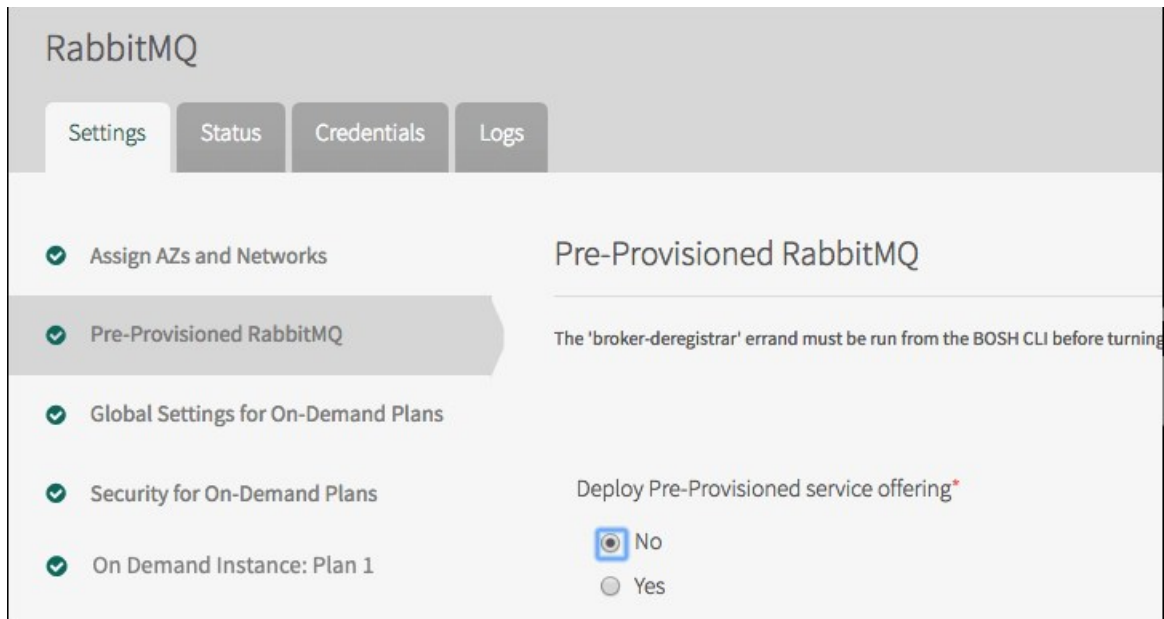 RabbitMQ
Settings Status Credentials Logs
Assign AZs and Networks
Pre-Provisioned RabbitMQ
Global Settings for On-Demand Plans
Security for On-Demand Plans
On Demand Instance: Plan 1
Pre-Provisioned RabbitMQ
The 'broker-deregistrar' errand must be run from the BOSH CLI before turning
Deploy Pre-Provisioned service offering*
No
Yes